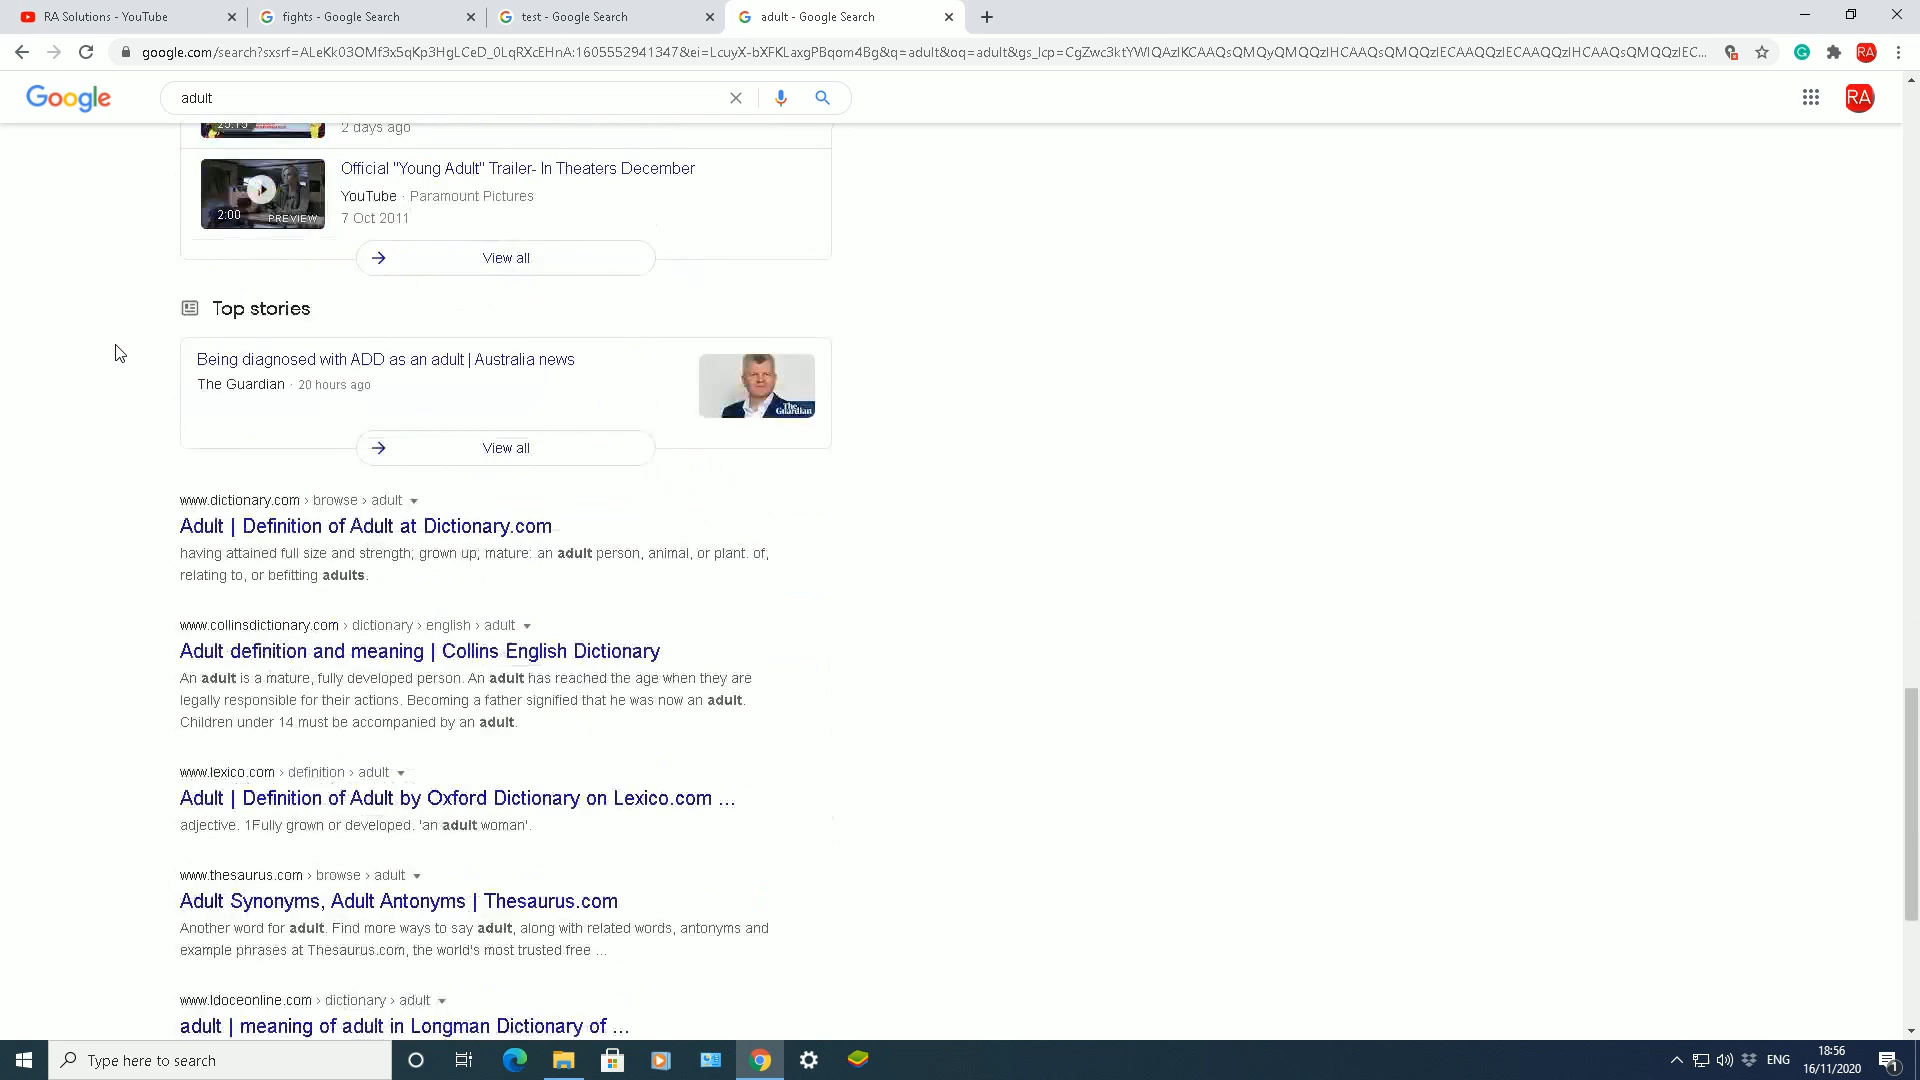 RA Solutions - YouTube
fights - Google Search
test - Google Search
adult - Google Search
google.com/search?sxsrf=ALeKk03OMf3x5qKp3HgLCeD_0LqRXcEHnA:1605552941347&ei=LcuyX-bXFKLaxgPBqom4Bg&q=adult&oq=adult&gs_lcp=CgZwc3ktYWIQAzIKCAAQsQMQyQMQQzIHCAAQsQMQQzIECAAQQzIECAAQQzIHCAAQsQMQQzIEC...
RA
Google
adult
RA
25:15
2 days ago
2:00 PREVIEW
Official "Young Adult" Trailer- In Theaters December
YouTube · Paramount Pictures
7 Oct 2011
View all
Top stories
Being diagnosed with ADD as an adult | Australia news
The Guardian · 20 hours ago
The Guardian
View all
www.dictionary.com › browse › adult
Adult | Definition of Adult at Dictionary.com
having attained full size and strength; grown up; mature: an adult person, animal, or plant. of,
relating to, or befitting adults.
www.collinsdictionary.com › dictionary › english › adult
Adult definition and meaning | Collins English Dictionary
An adult is a mature, fully developed person. An adult has reached the age when they are
legally responsible for their actions. Becoming a father signified that he was now an adult.
Children under 14 must be accompanied by an adult.
www.lexico.com › definition › adult
Adult | Definition of Adult by Oxford Dictionary on Lexico.com ...
adjective. 1Fully grown or developed. 'an adult woman'.
www.thesaurus.com › browse › adult
Adult Synonyms, Adult Antonyms | Thesaurus.com
Another word for adult. Find more ways to say adult, along with related words, antonyms and
example phrases at Thesaurus.com, the world's most trusted free ...
www.ldoceonline.com › dictionary › adult
adult | meaning of adult in Longman Dictionary of ...
Type here to search
ENG
18:56
16/11/2020
1